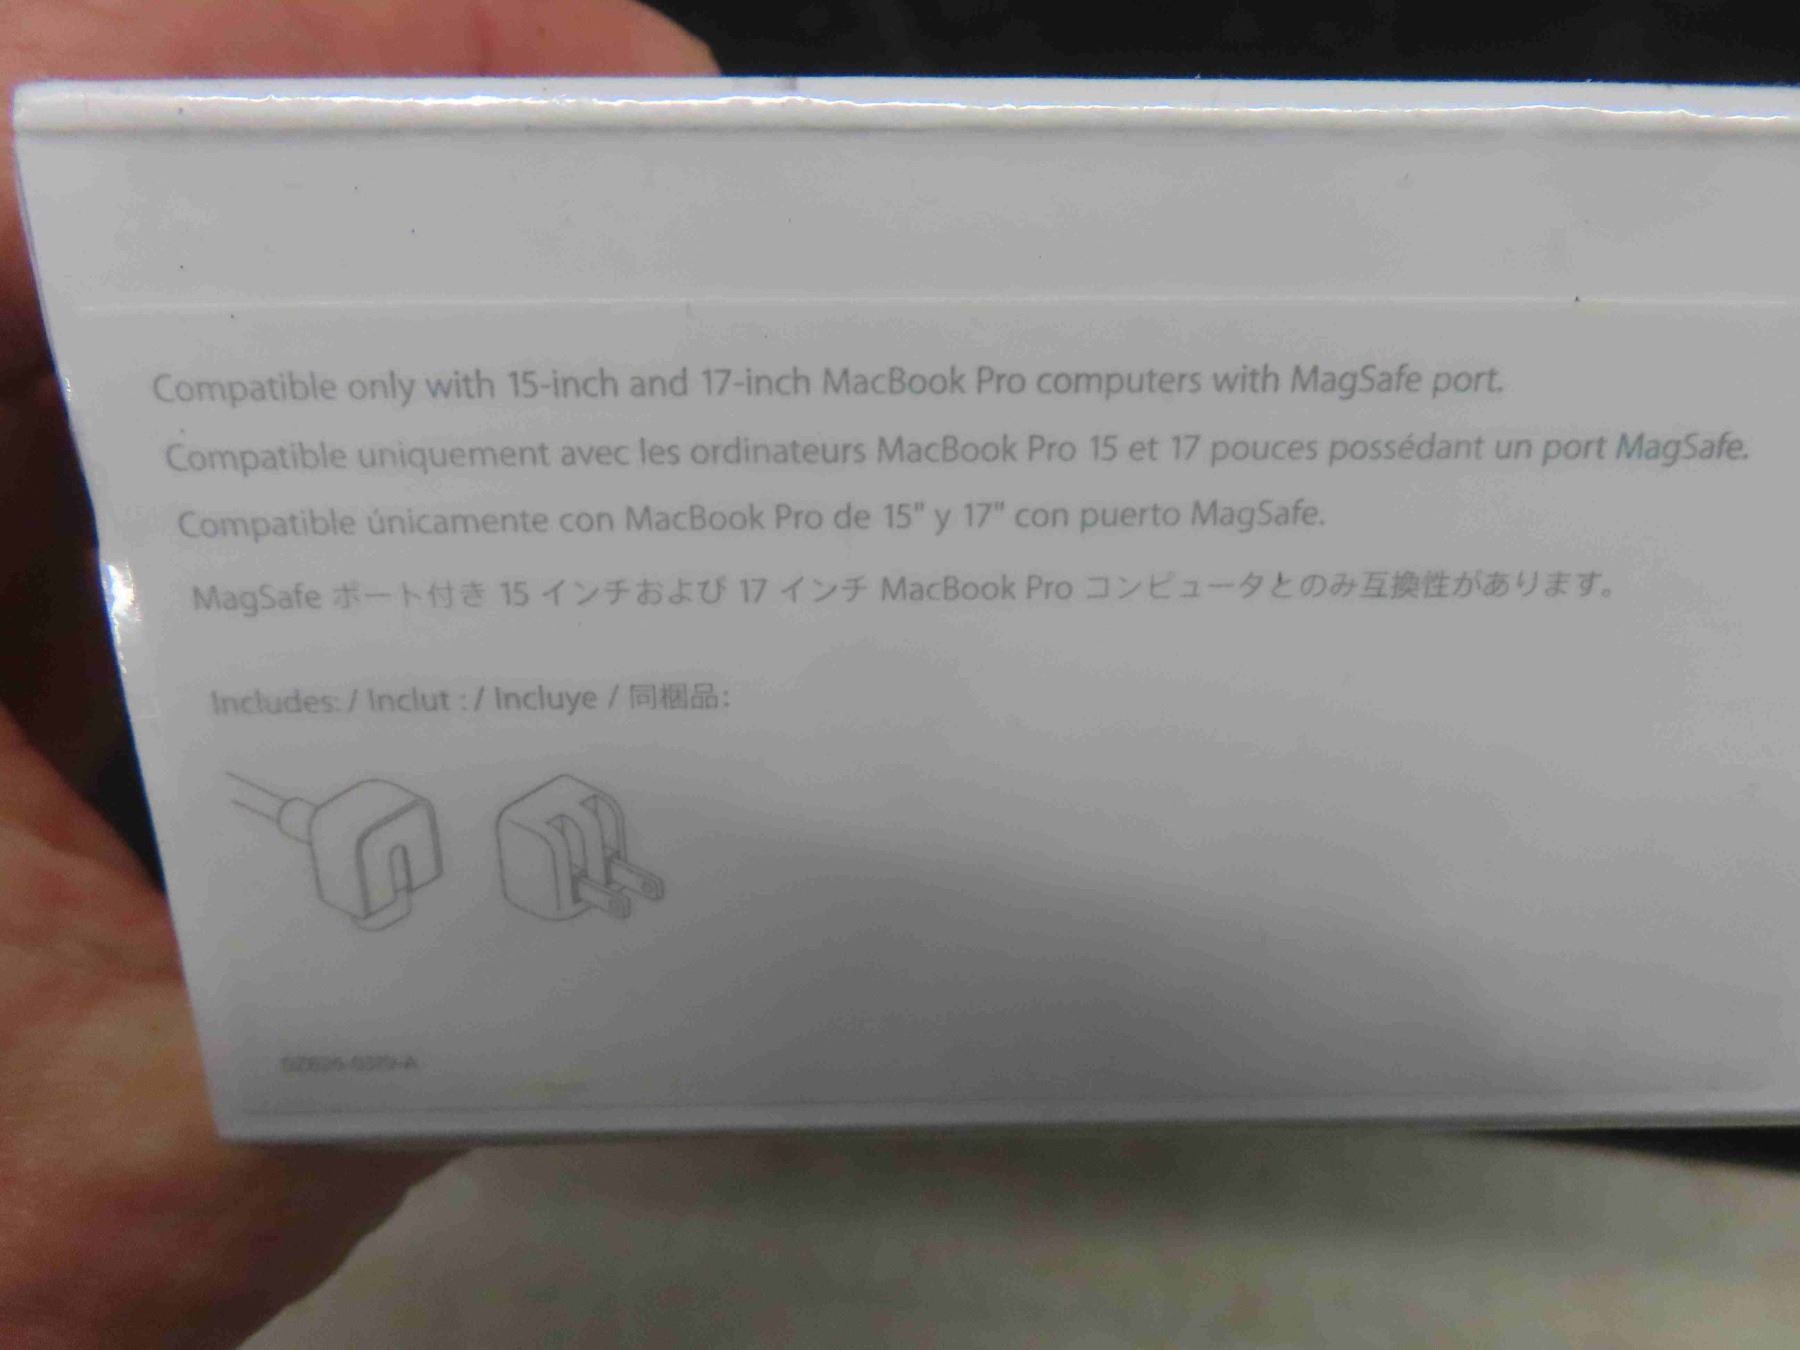 Compatible only with 15-inch and 17-inch MacBook Pro computers with MagSafe port.
Compatible uniquement avec les ordinateurs MacBook Pro 15 et 17 pouces possédant un port MagSafe.
Compatible únicamente con MacBook Pro de 15" y 17" con puerto MagSafe.
MagSafe ポート付き 15 インチおよび 17 インチ MacBook Pro コンピュータとのみ互換性があります。
Includes: / Inclut : / Incluye / 同梱品: